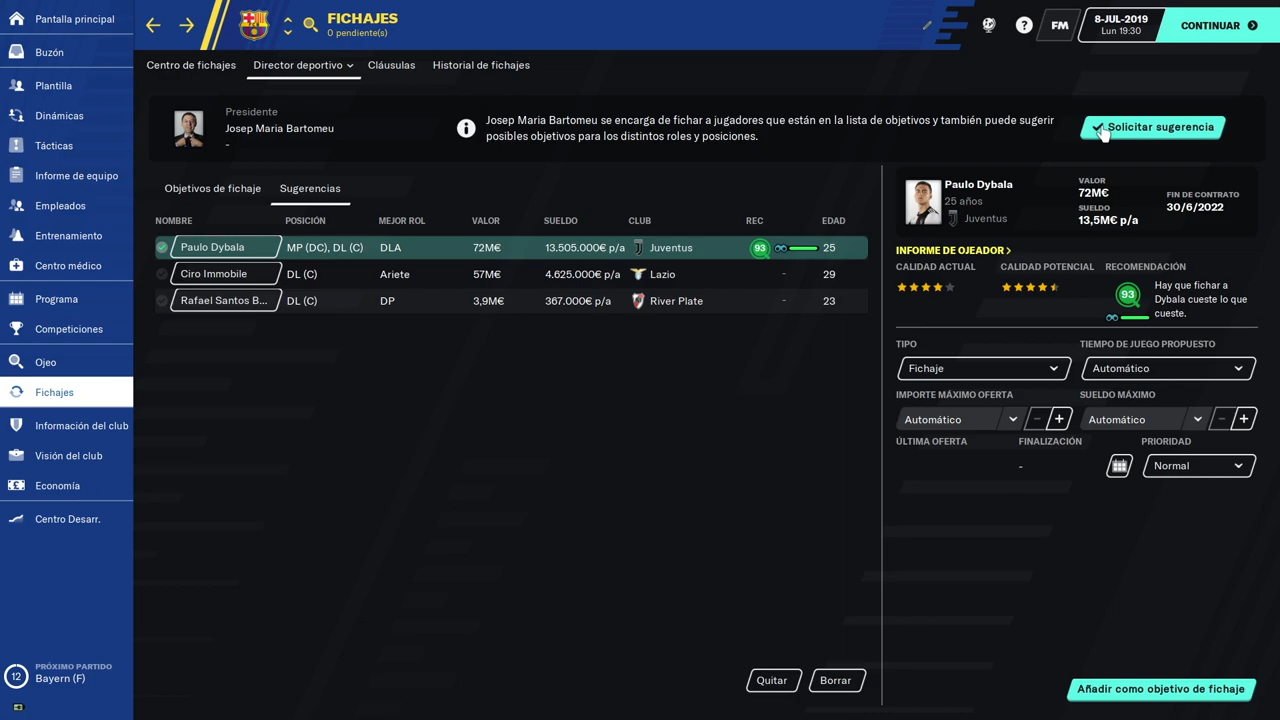 Pantalla principal
Buzón
Plantilla
Dinámicas
Tácticas
Informe de equipo
Empleados
Entrenamiento
Centro médico
Programa
Competiciones
Ojeo
Fichajes
Información del club
Visión del club
Economía
Centro Desarr.
12
PRÓXIMO PARTIDO
Bayern (F)
FICHAJES
0 pendiente(s)
FM
8-JUL-2019
Lun 19:30
CONTINUAR
Centro de fichajes Director deportivo Cláusulas Historial de fichajes
Presidente
Josep Maria Bartomeu
-
Josep Maria Bartomeu se encarga de fichar a jugadores que están en la lista de objetivos y también puede sugerir
posibles objetivos para los distintos roles y posiciones.
Solicitar sugerencia
Objetivos de fichaje Sugerencias
NOMBRE POSICIÓN MEJOR ROL VALOR SUELDO CLUB REC EDAD
Paulo Dybala MP (DC), DL (C) DLA 72M€ 13.505.000€ p/a Juventus 93 25
Ciro Immobile DL (C) Ariete 57M€ 4.625.000€ p/a Lazio - 29
Rafael Santos B... DL (C) DP 3,9M€ 367.000€ p/a River Plate - 23
Quitar Borrar
Paulo Dybala
25 años
Juventus
VALOR
72M€
SUELDO
13,5M€ p/a
FIN DE CONTRATO
30/6/2022
INFORME DE OJEADOR >
CALIDAD ACTUAL CALIDAD POTENCIAL RECOMENDACIÓN
93
Hay que fichar a
Dybala cueste lo que
cueste.
TIPO TIEMPO DE JUEGO PROPUESTO
Fichaje Automático
IMPORTE MÁXIMO OFERTA SUELDO MÁXIMO
Automático − + Automático − +
ÚLTIMA OFERTA FINALIZACIÓN PRIORIDAD
- Normal
Añadir como objetivo de fichaje